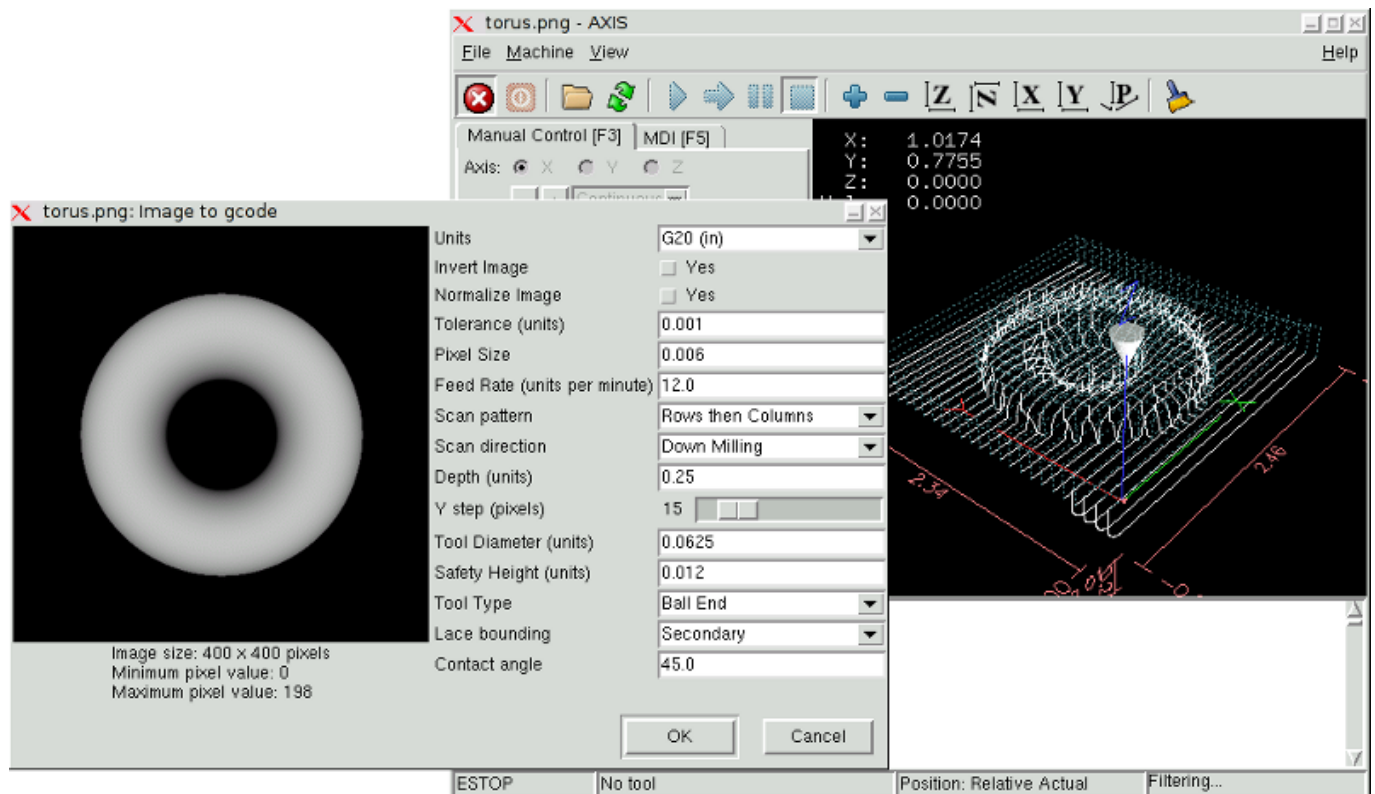 torus.png - AXIS
File Machine View Help
Z N X Y P
Manual Control [F3] MDI [F5]
Axis: X Y Z
Continuous
X: 1.0174
Y: 0.7755
Z: 0.0000
0.0000
torus.png: Image to gcode
Units G20 (in)
Invert Image Yes
Normalize Image Yes
Tolerance (units) 0.001
Pixel Size 0.006
Feed Rate (units per minute) 12.0
Scan pattern Rows then Columns
Scan direction Down Milling
Depth (units) 0.25
Y step (pixels) 15
Tool Diameter (units) 0.0625
Safety Height (units) 0.012
Tool Type Ball End
Lace bounding Secondary
Contact angle 45.0
Image size: 400 x 400 pixels
Minimum pixel value: 0
Maximum pixel value: 198
OK Cancel
2.34
2.46
ESTOP No tool Position: Relative Actual Filtering...